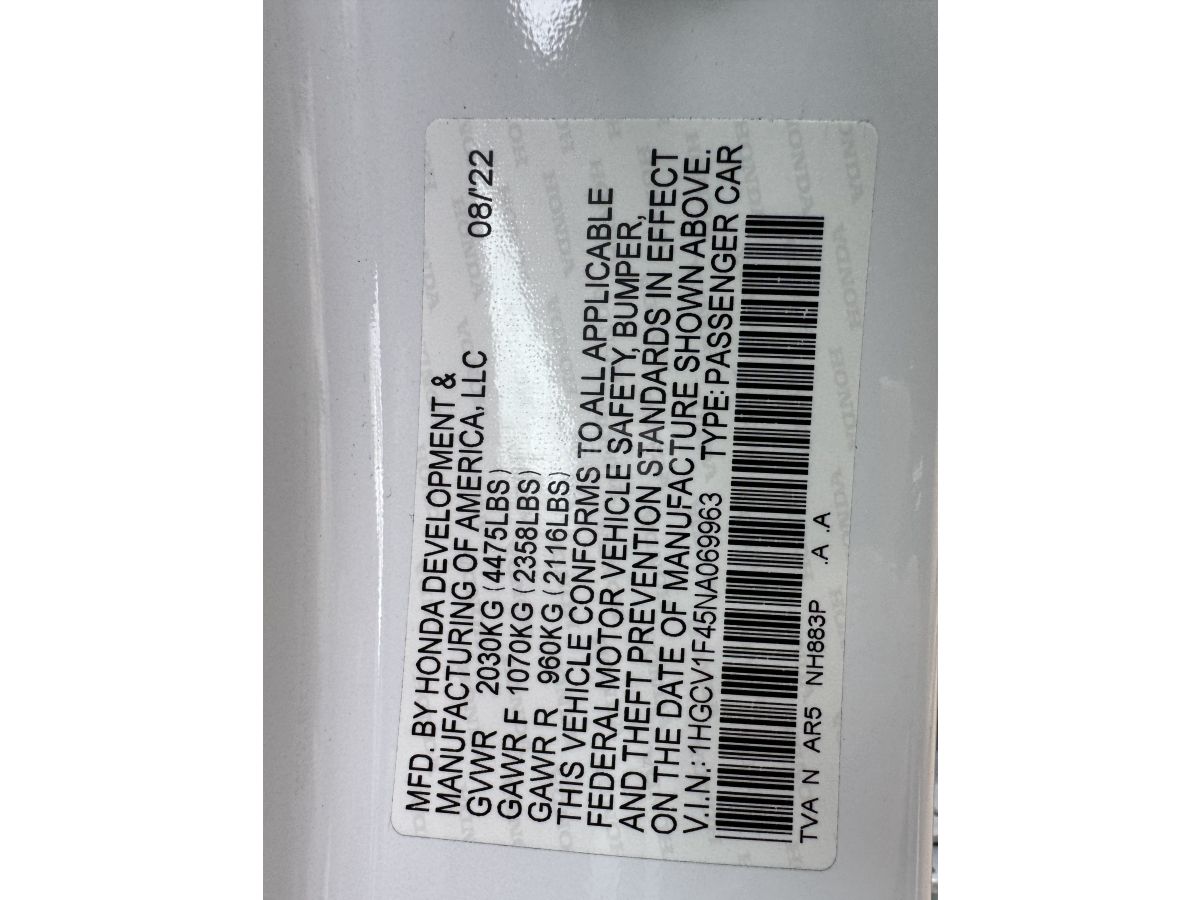 MFD. BY HONDA DEVELOPMENT &
MANUFACTURING OF AMERICA, LLC 08/'22
GVWR 2030KG (4475LBS)
GAWR F 1070KG (2358LBS)
GAWR R 960KG (2116LBS)
THIS VEHICLE CONFORMS TO ALL APPLICABLE
FEDERAL MOTOR VEHICLE SAFETY, BUMPER,
AND THEFT PREVENTION STANDARDS IN EFFECT
ON THE DATE OF MANUFACTURE SHOWN ABOVE.
V.I.N.: 1HGCV1F45NA069963 TYPE: PASSENGER CAR
TVA N AR5 NH883P .A .A